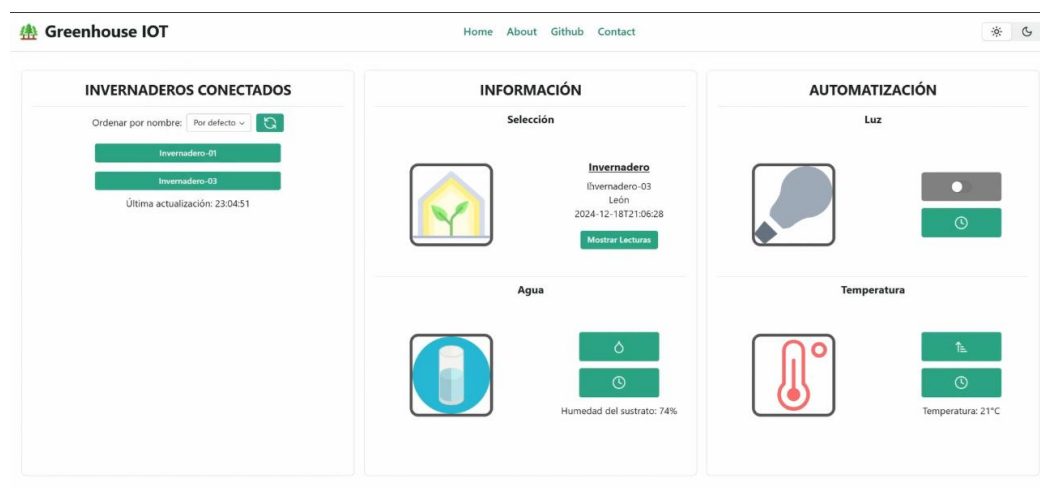 Greenhouse IOT
Home About Github Contact
INVERNADEROS CONECTADOS
Ordenar por nombre: Por defecto
Invernadero-01
Invernadero-03
Última actualización: 23:04:51
INFORMACIÓN
Selección
Invernadero
Invernadero-03
León
2024-12-18T21:06:28
Mostrar Lecturas
Agua
Humedad del sustrato: 74%
AUTOMATIZACIÓN
Luz
Temperatura
Temperatura: 21°C